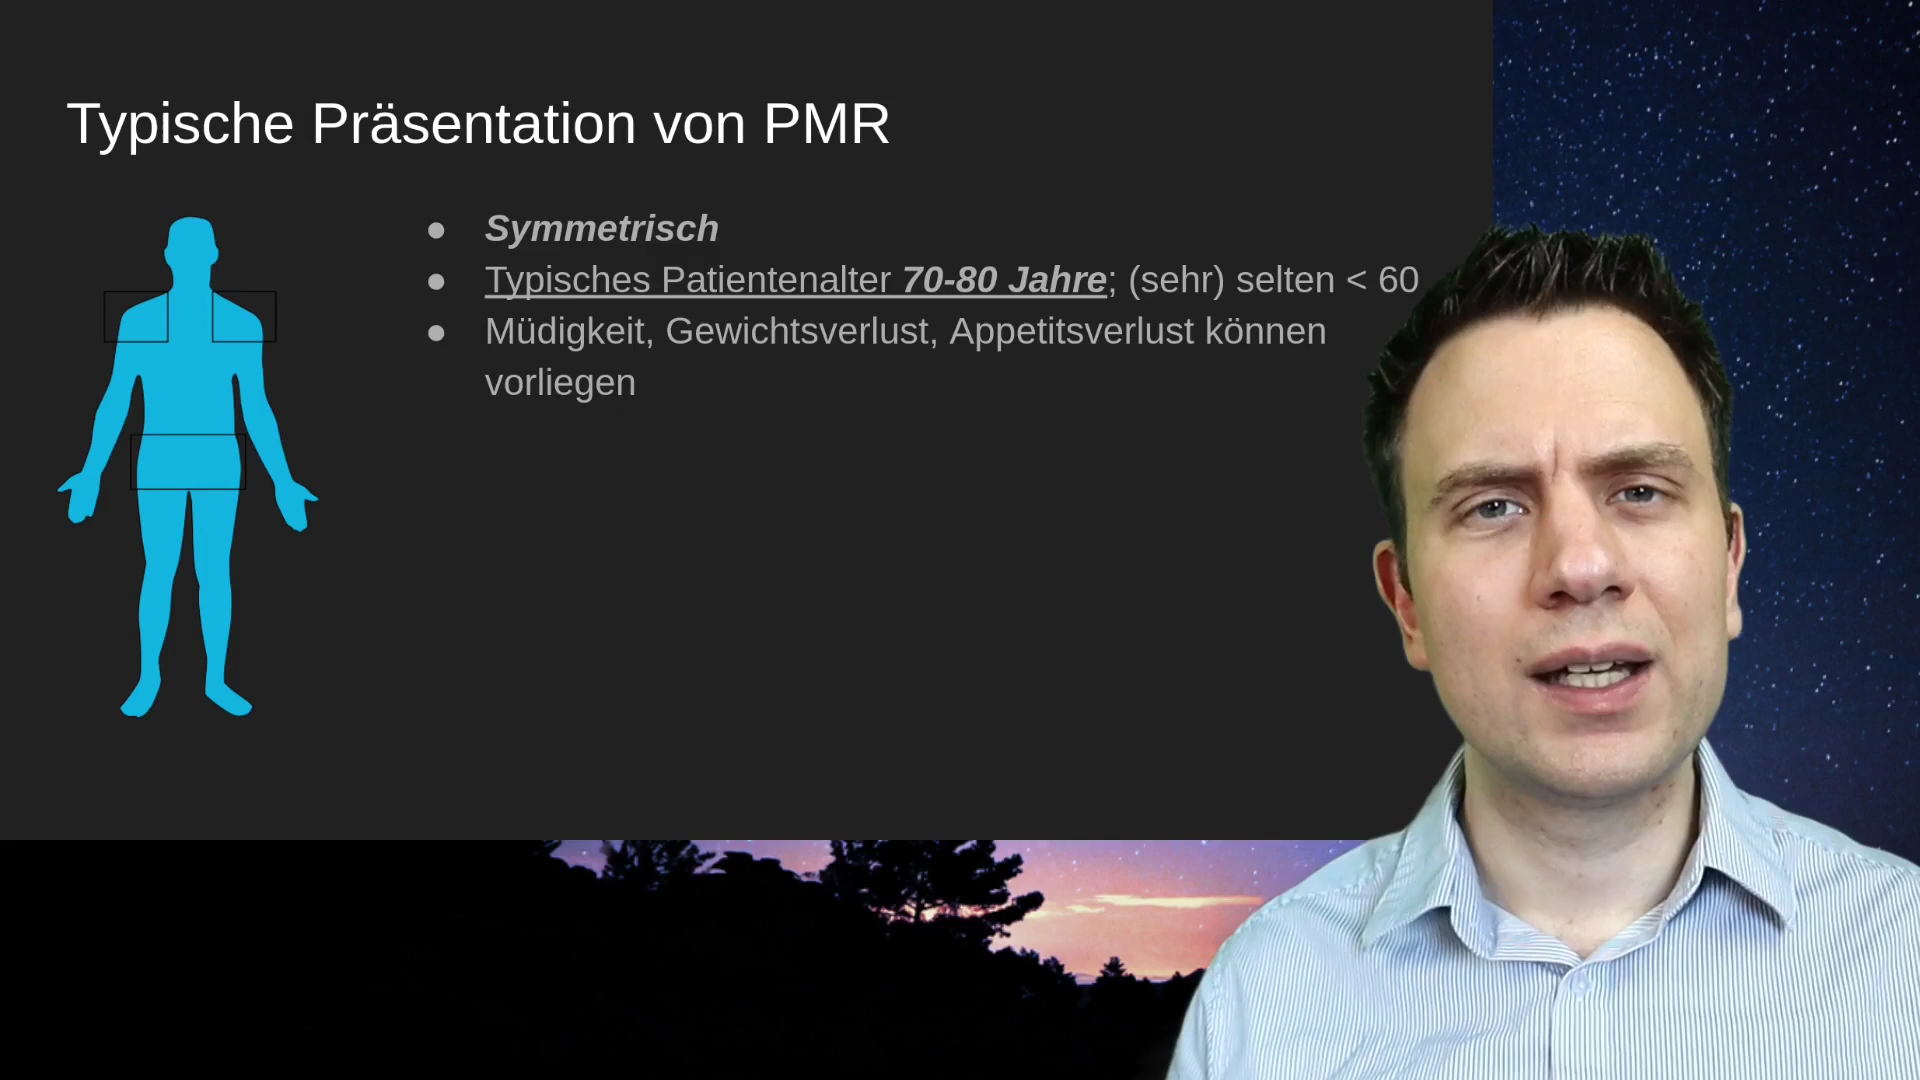 Typische Präsentation von PMR
● Symmetrisch
● Typisches Patientenalter 70-80 Jahre; (sehr) selten < 60
● Müdigkeit, Gewichtsverlust, Appetitsverlust können
vorliegen